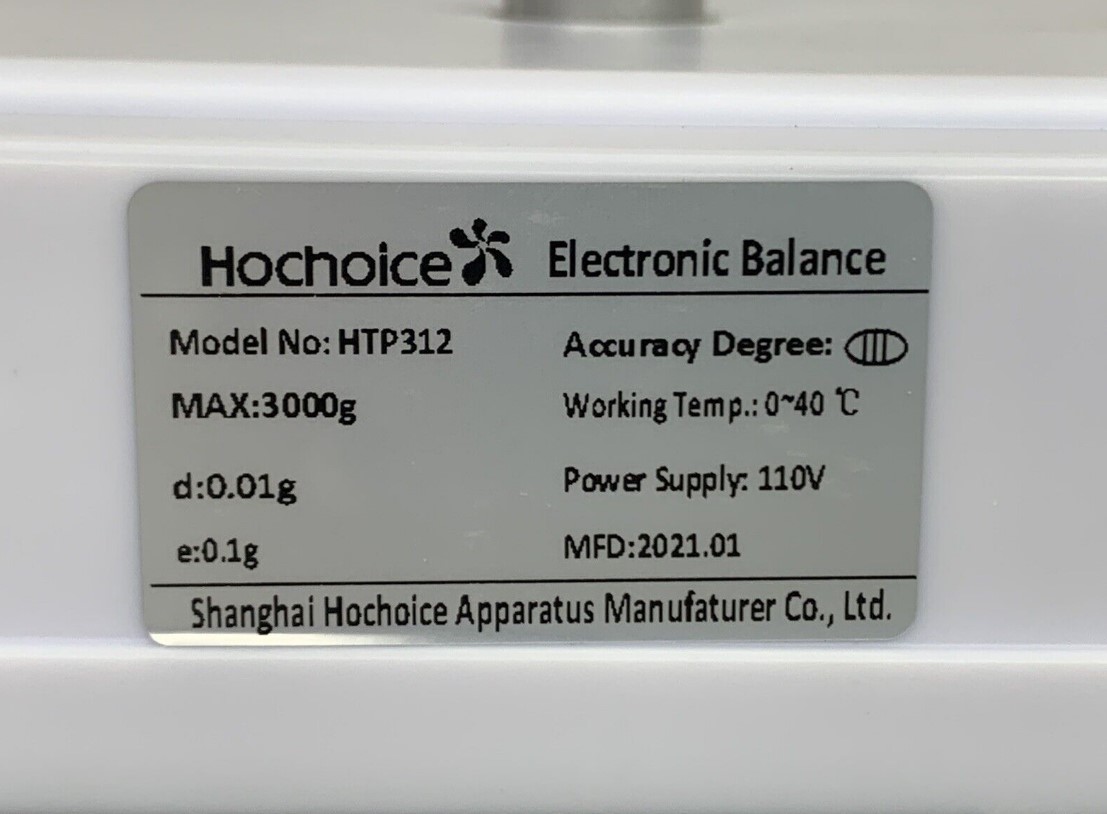 Hochoice Electronic Balance
Model No: HTP312
Accuracy Degree: III
MAX:3000g
Working Temp.: 0~40 ℃
d:0.01g
Power Supply: 110V
e:0.1g
MFD:2021.01
Shanghai Hochoice Apparatus Manufaturer Co., Ltd.